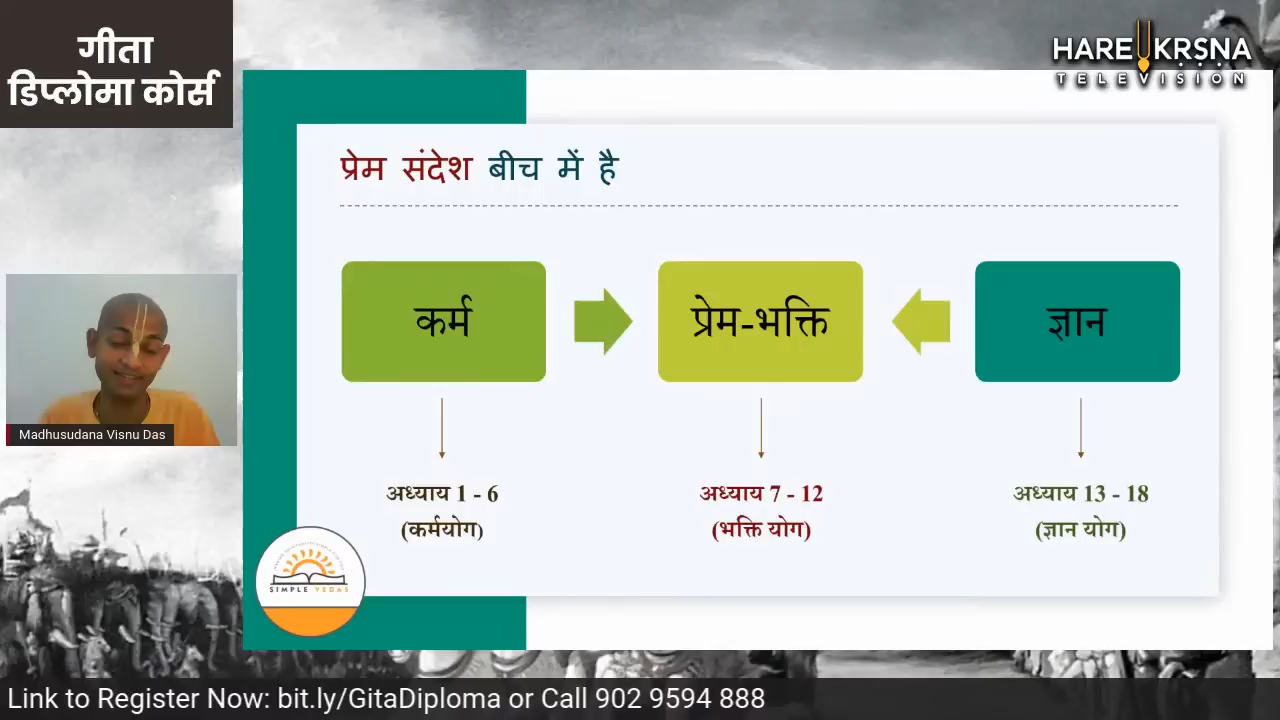 गीता
डिप्लोमा कोर्स
HARE KRSNA
TELEVISION
प्रेम संदेश बीच में है
कर्म
प्रेम-भक्ति
ज्ञान
अध्याय 1 - 6
(कर्मयोग)
अध्याय 7 - 12
(भक्ति योग)
अध्याय 13 - 18
(ज्ञान योग)
Madhusudana Visnu Das
SIMPLE VEDAS
Link to Register Now: bit.ly/GitaDiploma or Call 902 9594 888